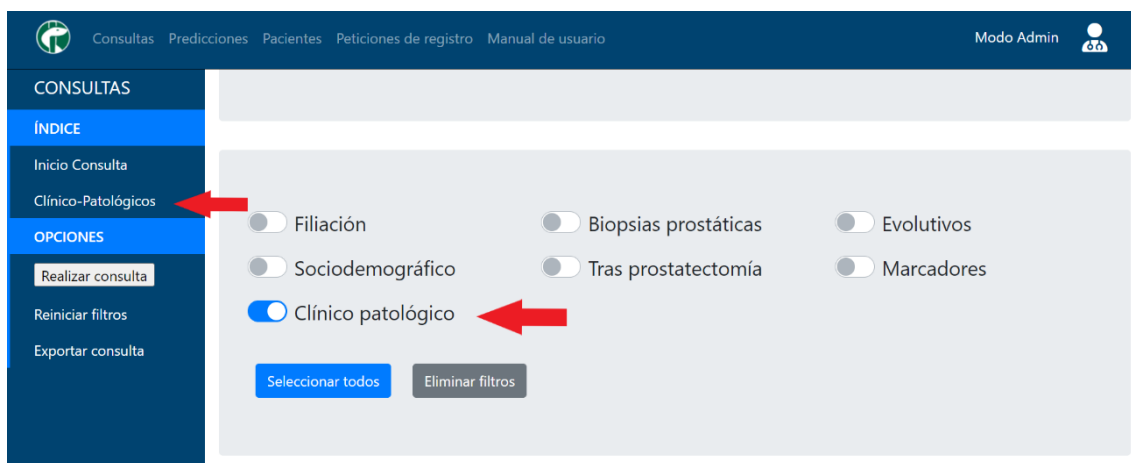 Consultas Predicciones Pacientes Peticiones de registro Manual de usuario Modo Admin
CONSULTAS
ÍNDICE
Inicio Consulta
Clínico-Patológicos
OPCIONES
Realizar consulta
Reiniciar filtros
Exportar consulta
Filiación Biopsias prostáticas Evolutivos
Sociodemográfico Tras prostatectomía Marcadores
Clínico patológico
Seleccionar todos Eliminar filtros